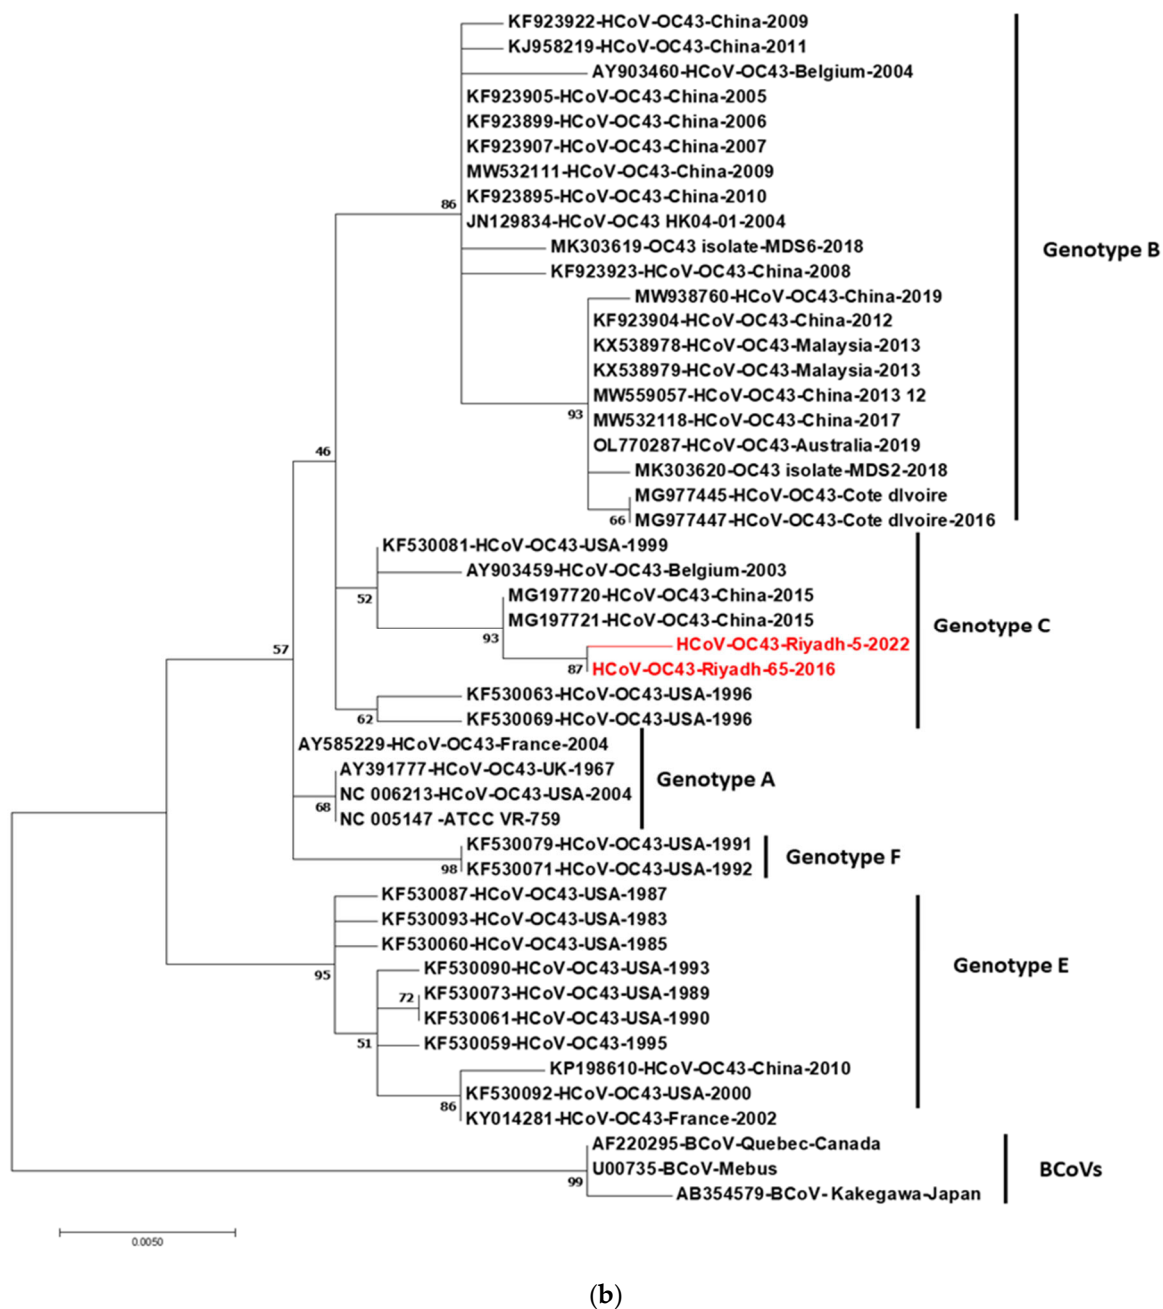 KF923922-HCoV-OC43-China-2009
KJ958219-HCoV-OC43-China-2011
AY903460-HCoV-OC43-Belgium-2004
KF923905-HCoV-OC43-China-2005
KF923899-HCoV-OC43-China-2006
KF923907-HCoV-OC43-China-2007
MW532111-HCoV-OC43-China-2009
KF923895-HCoV-OC43-China-2010
86
JN129834-HCoV-OC43 HK04-01-2004
MK303619-OC43 isolate-MDS6-2018
Genotype B
KF923923-HCoV-OC43-China-2008
MW938760-HCoV-OC43-China-2019
KF923904-HCoV-OC43-China-2012
KX538978-HCoV-OC43-Malaysia-2013
KX538979-HCoV-OC43-Malaysia-2013
MW559057-HCoV-OC43-China-2013 12
93
MW532118-HCoV-OC43-China-2017
OL770287-HCoV-OC43-Australia-2019
46
MK303620-OC43 isolate-MDS2-2018
MG977445-HCoV-OC43-Cote dIvoire
66
MG977447-HCoV-OC43-Cote dIvoire-2016
KF530081-HCoV-OC43-USA-1999
AY903459-HCoV-OC43-Belgium-2003
52
MG197720-HCoV-OC43-China-2015
MG197721-HCoV-OC43-China-2015
Genotype C
93
HCoV-OC43-Riyadh-5-2022
57
87
HCoV-OC43-Riyadh-65-2016
KF530063-HCoV-OC43-USA-1996
62
KF530069-HCoV-OC43-USA-1996
AY585229-HCoV-OC43-France-2004
AY391777-HCoV-OC43-UK-1967
Genotype A
NC 006213-HCoV-OC43-USA-2004
68
NC 005147 -ATCC VR-759
KF530079-HCoV-OC43-USA-1991
Genotype F
98
KF530071-HCoV-OC43-USA-1992
KF530087-HCoV-OC43-USA-1987
KF530093-HCoV-OC43-USA-1983
KF530060-HCoV-OC43-USA-1985
Genotype E
95
KF530090-HCoV-OC43-USA-1993
72
KF530073-HCoV-OC43-USA-1989
KF530061-HCoV-OC43-USA-1990
51
KF530059-HCoV-OC43-1995
KP198610-HCoV-OC43-China-2010
KF530092-HCoV-OC43-USA-2000
86
KY014281-HCoV-OC43-France-2002
AF220295-BCoV-Quebec-Canada
U00735-BCoV-Mebus
BCoVs
99
AB354579-BCoV- Kakegawa-Japan
0.0050
(b)